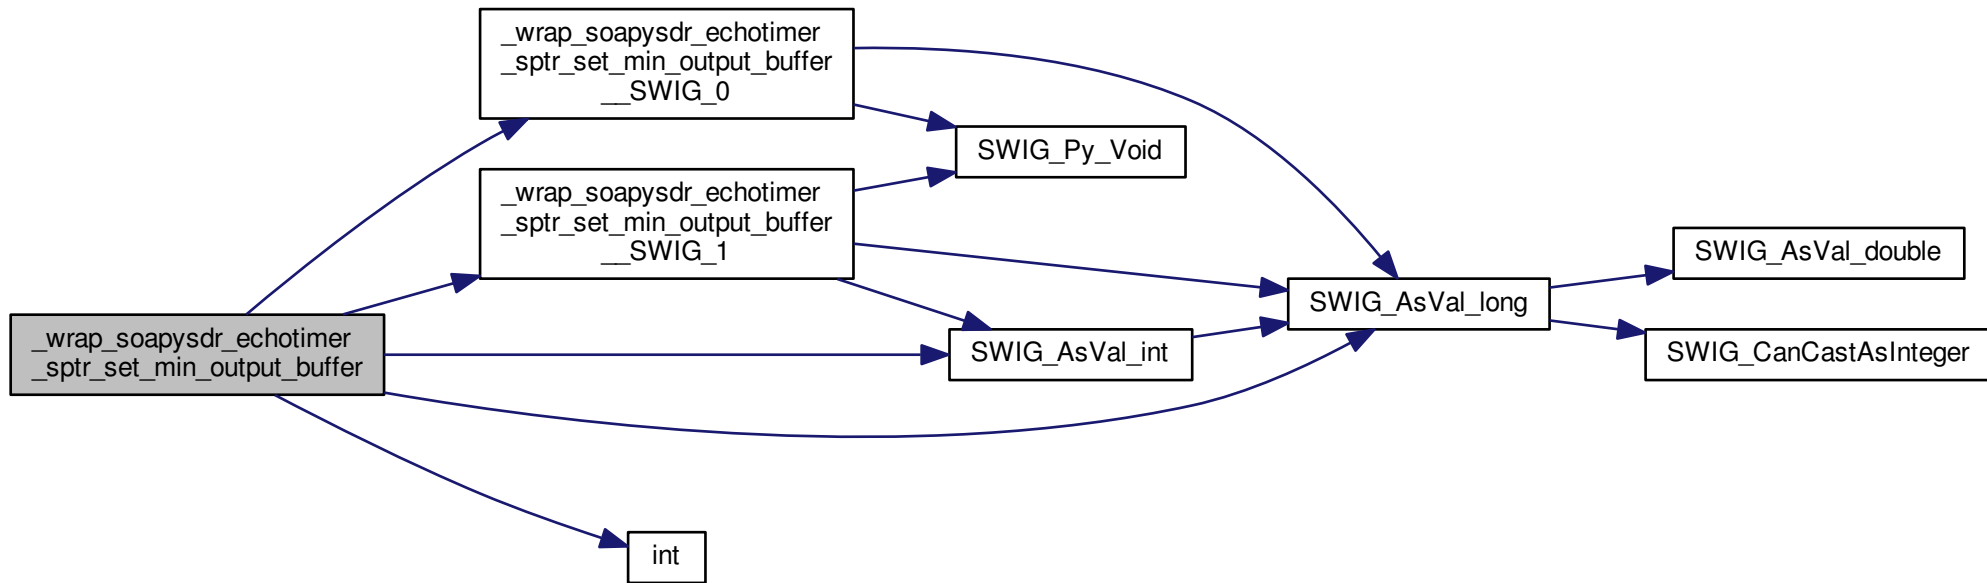 _wrap_soapysdr_echotimer
_sptr_set_min_output_buffer
__SWIG_0
SWIG_Py_Void
_wrap_soapysdr_echotimer
_sptr_set_min_output_buffer
__SWIG_1
SWIG_AsVal_double
SWIG_AsVal_long
_wrap_soapysdr_echotimer
_sptr_set_min_output_buffer
SWIG_AsVal_int
SWIG_CanCastAsInteger
int